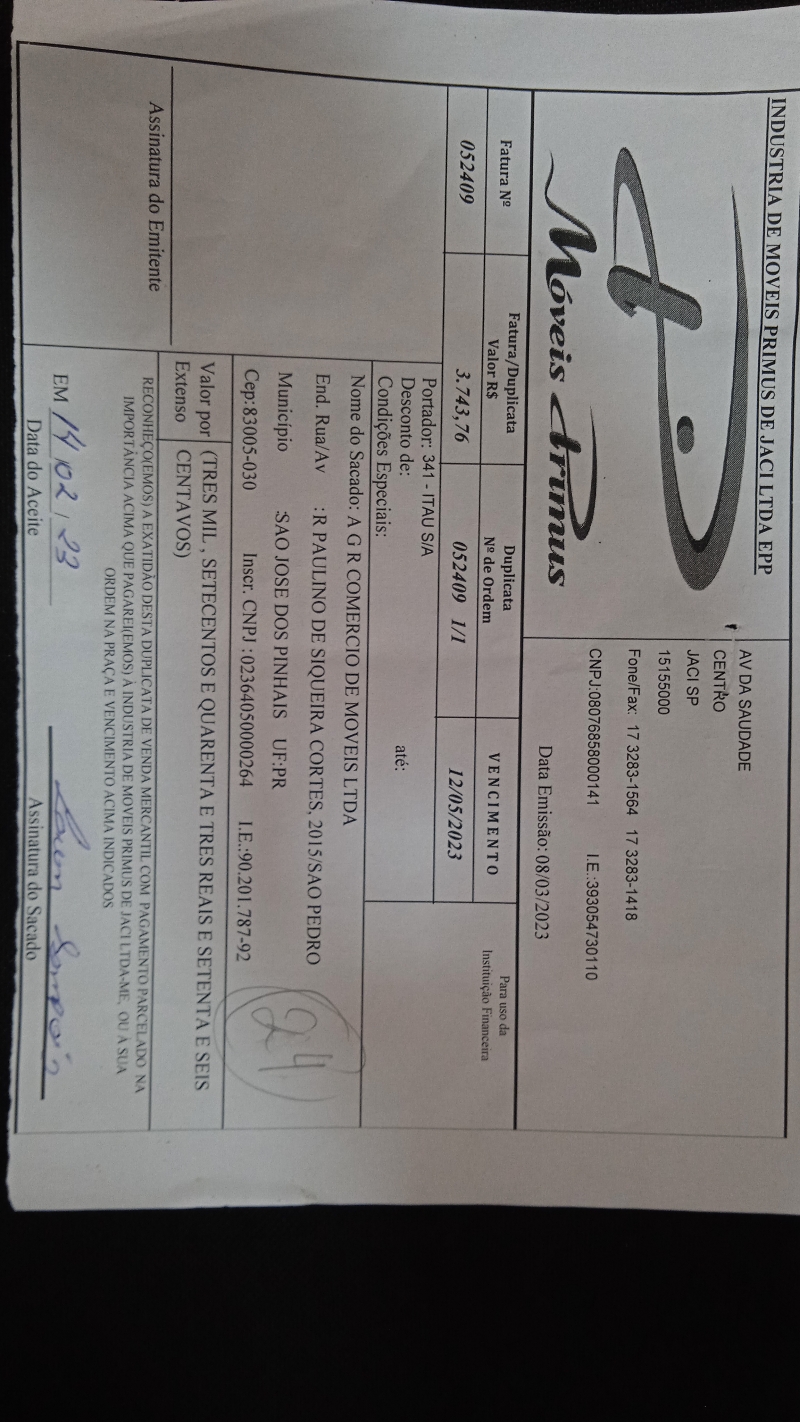 INDUSTRIA DE MOVEIS PRIMUS DE JACI LTDA EPP
Móveis Primus
AV DA SAUDADE
CENTRO
JACI SP
15155000
Fone/Fax: 17 3283-1564 17 3283-1418
CNPJ:08076858000141 I.E.:393054730110
Data Emissão: 08/03/2023
Fatura Nº
052409
Fatura/Duplicata
Valor R$
3.743,76
Duplicata
Nº de Ordem
052409 1/1
VENCIMENTO
12/05/2023
Para uso da
Instituição Financeira
Portador: 341 - ITAU S/A
Desconto de: até:
Condições Especiais:
Nome do Sacado: A G R COMERCIO DE MOVEIS LTDA
End. Rua/Av :R PAULINO DE SIQUEIRA CORTES, 2015/SAO PEDRO
Município :SAO JOSE DOS PINHAIS UF:PR
Cep:83005-030 Inscr. CNPJ :02364050000264 I.E.:90.201.787-92
24
Valor por
Extenso
(TRES MIL , SETECENTOS E QUARENTA E TRES REAIS E SETENTA E SEIS
CENTAVOS)
RECONHEÇO(EMOS) A EXATIDÃO DESTA DUPLICATA DE VENDA MERCANTIL COM PAGAMENTO PARCELADO NA
IMPORTÂNCIA ACIMA QUE PAGAREI(EMOS) À INDUSTRIA DE MOVEIS PRIMUS DE JACI LTDA-ME, OU À SUA
ORDEM NA PRAÇA E VENCIMENTO ACIMA INDICADOS
Assinatura do Emitente
EM 14/02/23
Data do Aceite
Assinatura do Sacado